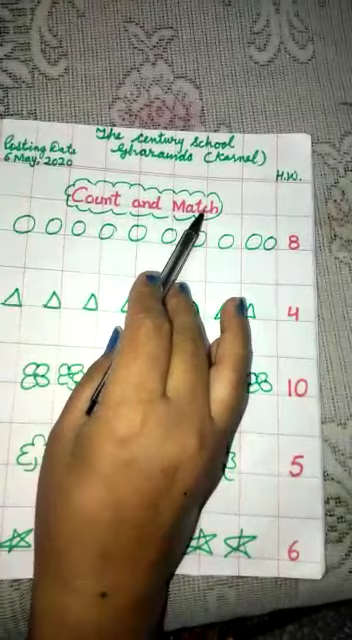 The Century School
Gharaunda (Karnal)
Posting Date
6 May, 2020
H.W.
Count and Match
8
4
10
5
6